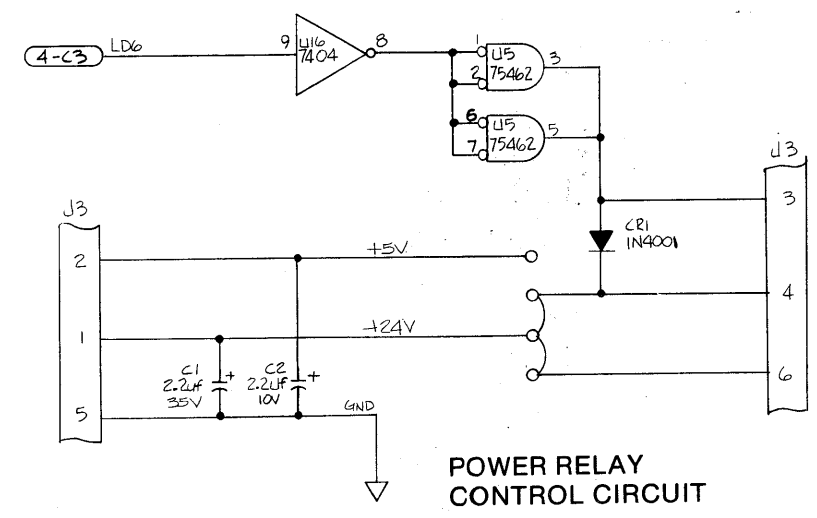 4-C3 LD6 9 U16 8
7404
1 U5 3
2 75462
6 U5 5
7 75462
J3
3
CR1
1N4001
J3
2 +5V
4
1 +24V
C1 +
2.2uf
35V
C2 +
2.2uf
10V
6
5 GND
POWER RELAY
CONTROL CIRCUIT